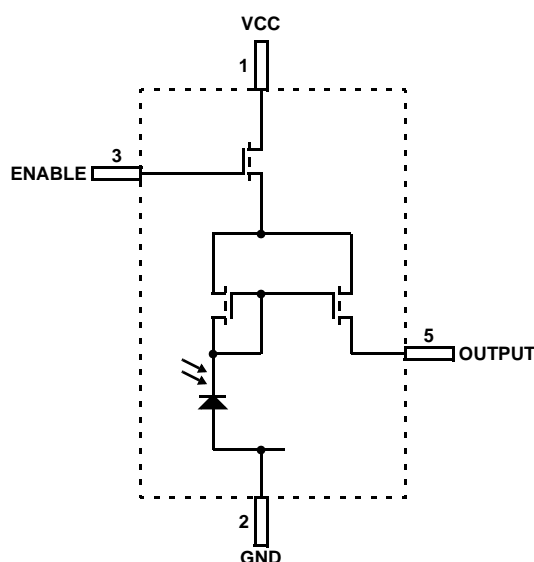 VCC
1
3
ENABLE
5
OUTPUT
2
GND